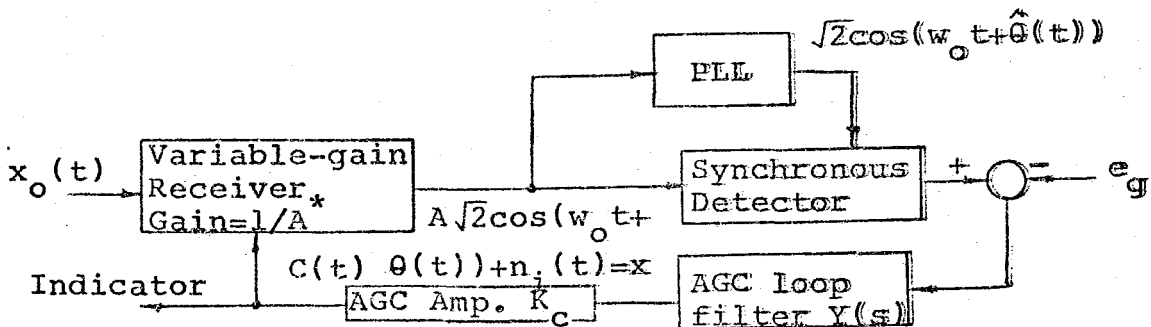 √2cos(w_o t+θ̂(t))
PLL
x_o(t)
Variable-gain
Receiver*
Gain=1/A
A√2cos(w_o t+
θ(t))+n_i(t)=x
Synchronous
Detector
+
-
e_g
C(t)
Indicator
AGC Amp. K_c
AGC loop
filter Y(s)